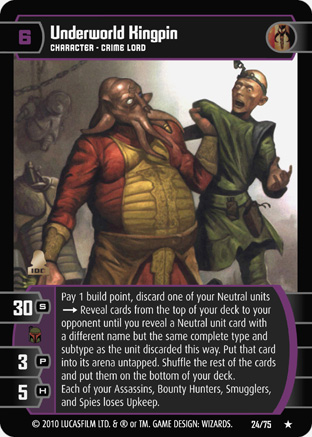 6
Underworld Kingpin
CHARACTER - CRIME LORD
IDC
30 S
3 P
5 H
Pay 1 build point, discard one of your Neutral units
→ Reveal cards from the top of your deck to your
opponent until you reveal a Neutral unit card with
a different name but the same complete type and
subtype as the unit discarded this way. Put that card
into its arena untapped. Shuffle the rest of the cards
and put them on the bottom of your deck.
Each of your Assassins, Bounty Hunters, Smugglers,
and Spies loses Upkeep.
© 2010 LUCASFILM LTD. & ® or TM. GAME DESIGN: WIZARDS. 24/75 ★